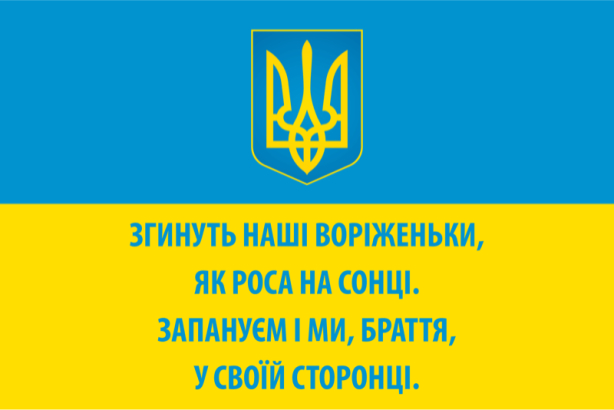 ЗГИНУТЬ НАШІ ВОРІЖЕНЬКИ,
ЯК РОСА НА СОНЦІ.
ЗАПАНУЄМ І МИ, БРАТТЯ,
У СВОЇЙ СТОРОНЦІ.